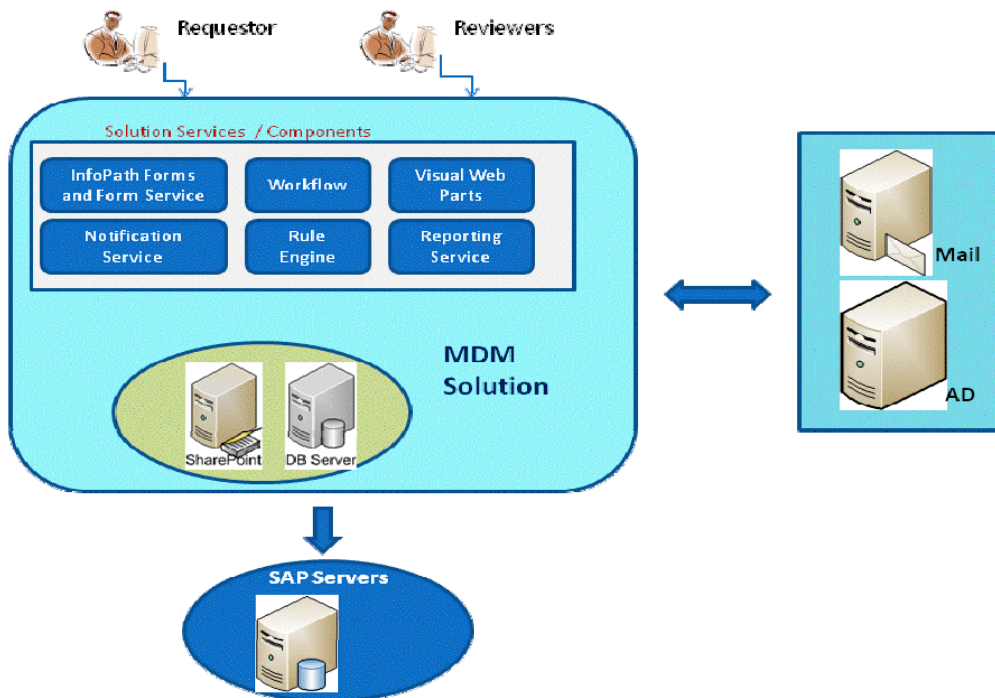 Requestor
Reviewers
Solution Services / Components
InfoPath Forms
and Form Service
Workflow
Visual Web
Parts
Notification
Service
Rule
Engine
Reporting
Service
MDM
Solution
SharePoint
DB Server
Mail
AD
SAP Servers